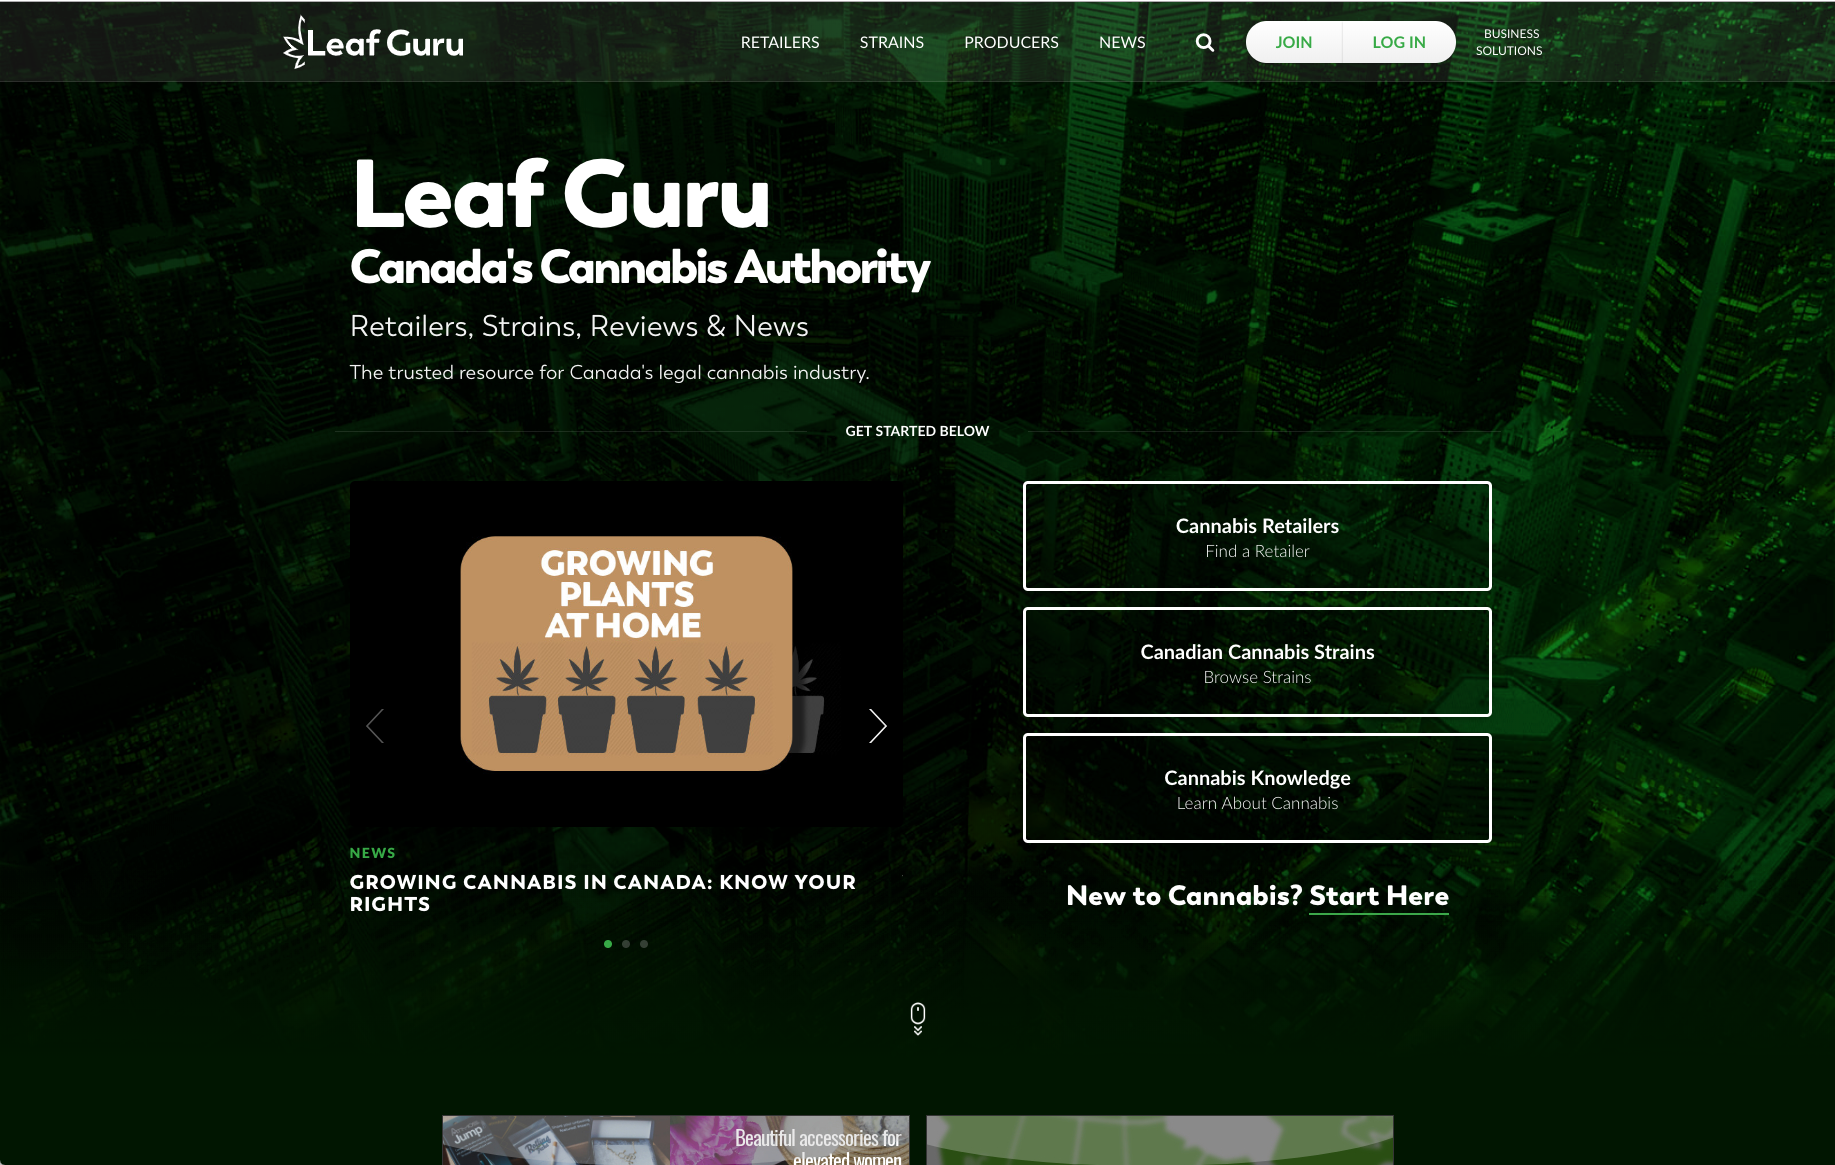 Leaf Guru
RETAILERS
STRAINS
PRODUCERS
NEWS
JOIN
LOG IN
BUSINESS
SOLUTIONS
Leaf Guru
Canada's Cannabis Authority
Retailers, Strains, Reviews & News
The trusted resource for Canada's legal cannabis industry.
GET STARTED BELOW
GROWING
PLANTS
AT HOME
NEWS
GROWING CANNABIS IN CANADA: KNOW YOUR
RIGHTS
Cannabis Retailers
Find a Retailer
Canadian Cannabis Strains
Browse Strains
Cannabis Knowledge
Learn About Cannabis
New to Cannabis? Start Here
Jump
Beautiful accessories for
elevated women